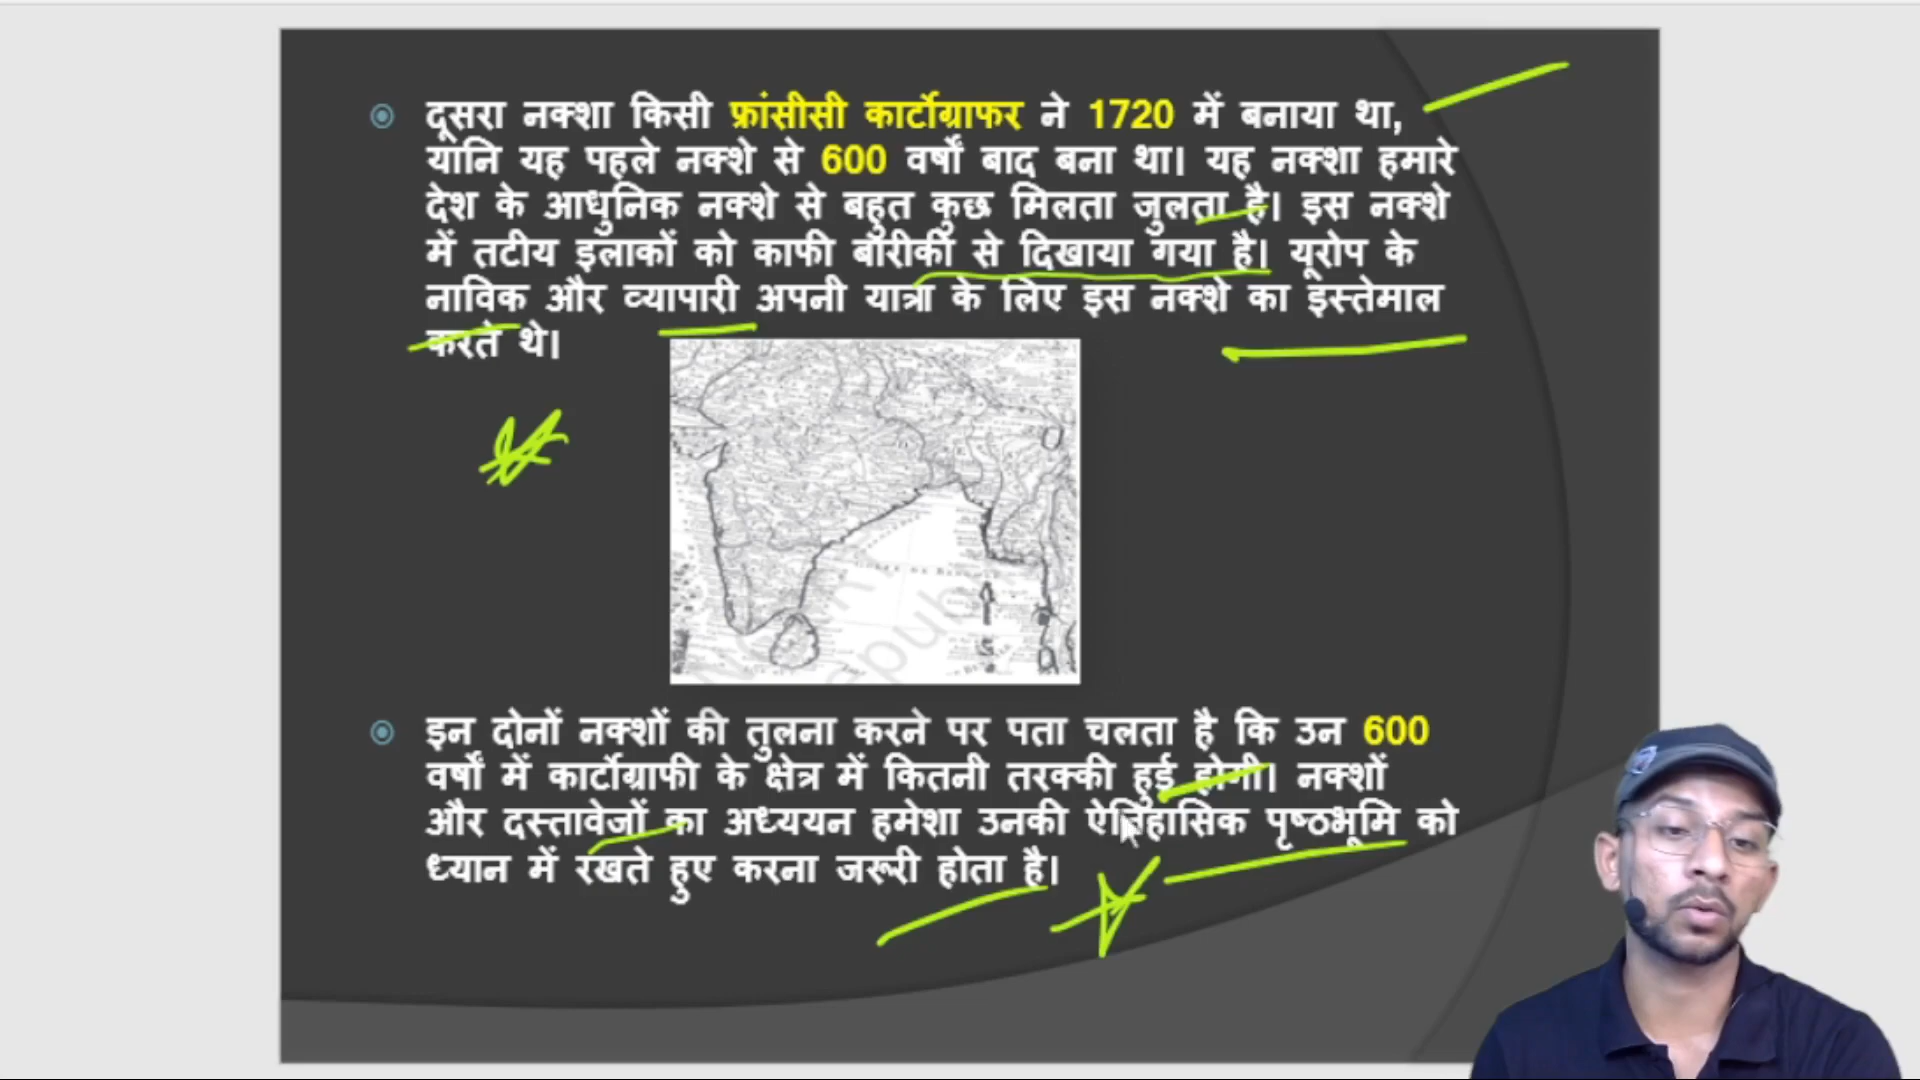 दूसरा नक्शा किसी फ्रांसीसी कार्टोग्राफर ने 1720 में बनाया था,
यानि यह पहले नक्शे से 600 वर्षों बाद बना था। यह नक्शा हमारे
देश के आधुनिक नक्शे से बहुत कुछ मिलता जुलता है। इस नक्शे
में तटीय इलाकों को काफी बारीकी से दिखाया गया है। यूरोप के
नाविक और व्यापारी अपनी यात्रा के लिए इस नक्शे का इस्तेमाल
करते थे।
इन दोनों नक्शों की तुलना करने पर पता चलता है कि उन 600
वर्षों में कार्टोग्राफी के क्षेत्र में कितनी तरक्की हुई होगी। नक्शों
और दस्तावेजों का अध्ययन हमेशा उनकी ऐतिहासिक पृष्ठभूमि को
ध्यान में रखते हुए करना जरूरी होता है।